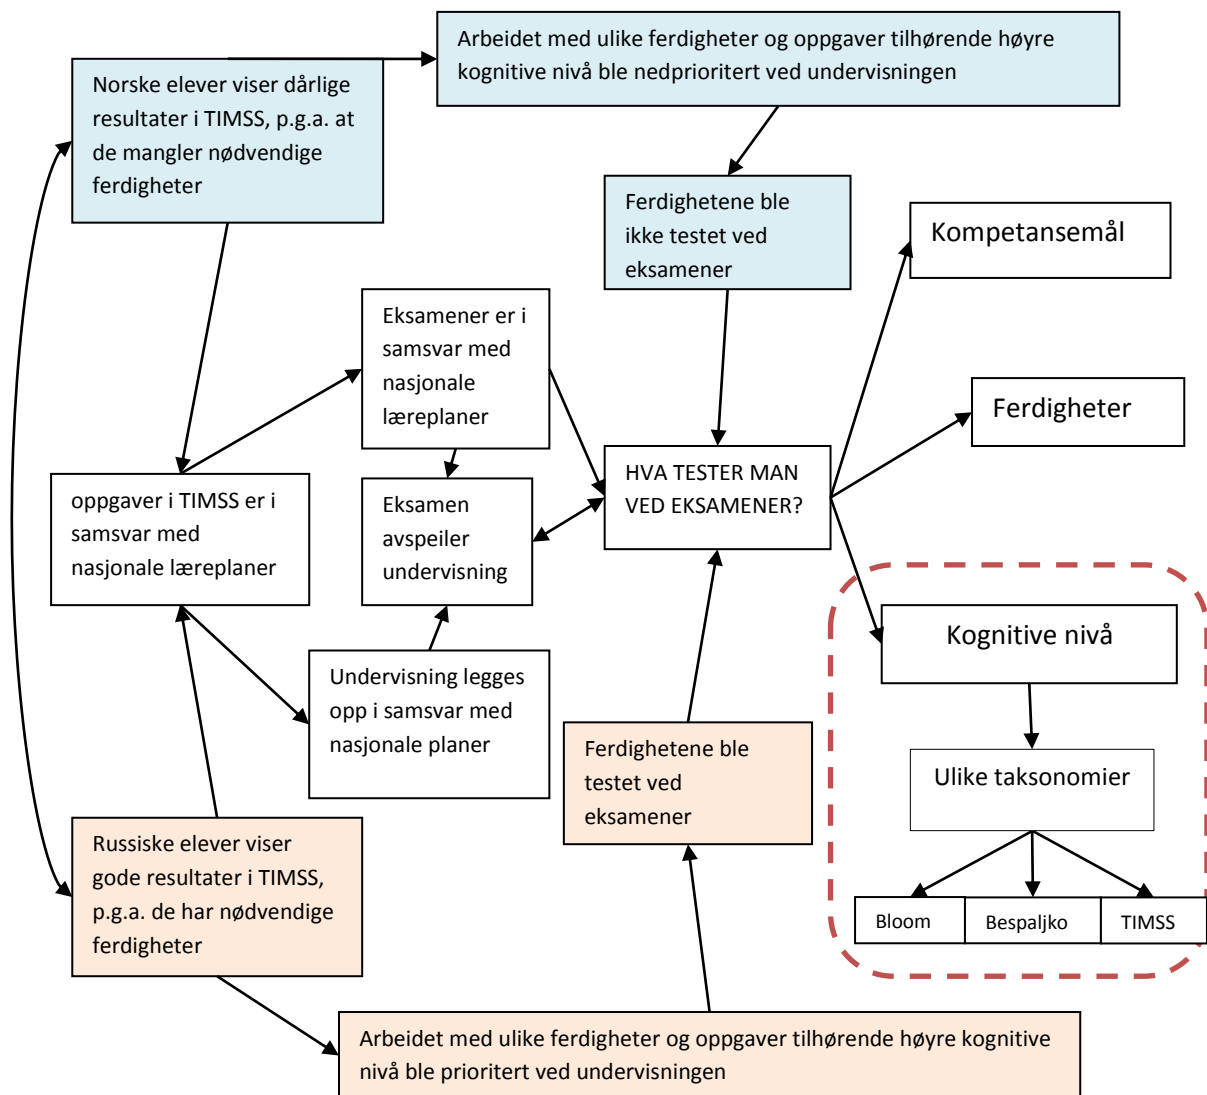 Arbeidet med ulike ferdigheter og oppgaver tilhørende høyre
kognitive nivå ble nedprioritert ved undervisningen
Norske elever viser dårlige
resultater i TIMSS, p.g.a. at
de mangler nødvendige
ferdigheter
Ferdighetene ble
ikke testet ved
eksamener
Kompetansemål
Eksamener er i
samsvar med
nasjonale
læreplaner
Ferdigheter
HVA TESTER MAN
VED EKSAMENER?
oppgaver i TIMSS er i
samsvar med
nasjonale læreplaner
Eksamen
avspeiler
undervisning
Kognitive nivå
Undervisning legges
opp i samsvar med
nasjonale planer
Ferdighetene ble
testet ved
eksamener
Ulike taksonomier
Russiske elever viser
gode resultater i TIMSS,
p.g.a. de har nødvendige
ferdigheter
Bloom
Bespaljko
TIMSS
Arbeidet med ulike ferdigheter og oppgaver tilhørende høyre kognitive
nivå ble prioritert ved undervisningen